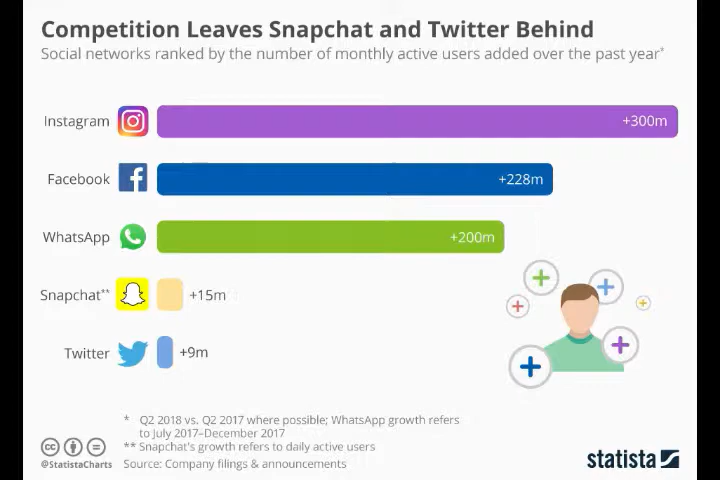 Competition Leaves Snapchat and Twitter Behind
Social networks ranked by the number of monthly active users added over the past year*
Instagram +300m
Facebook +228m
WhatsApp +200m
Snapchat** +15m
Twitter +9m
* Q2 2018 vs. Q2 2017 where possible; WhatsApp growth refers
to July 2017–December 2017
** Snapchat's growth refers to daily active users
@StatistaCharts Source: Company filings & announcements
cc
statista